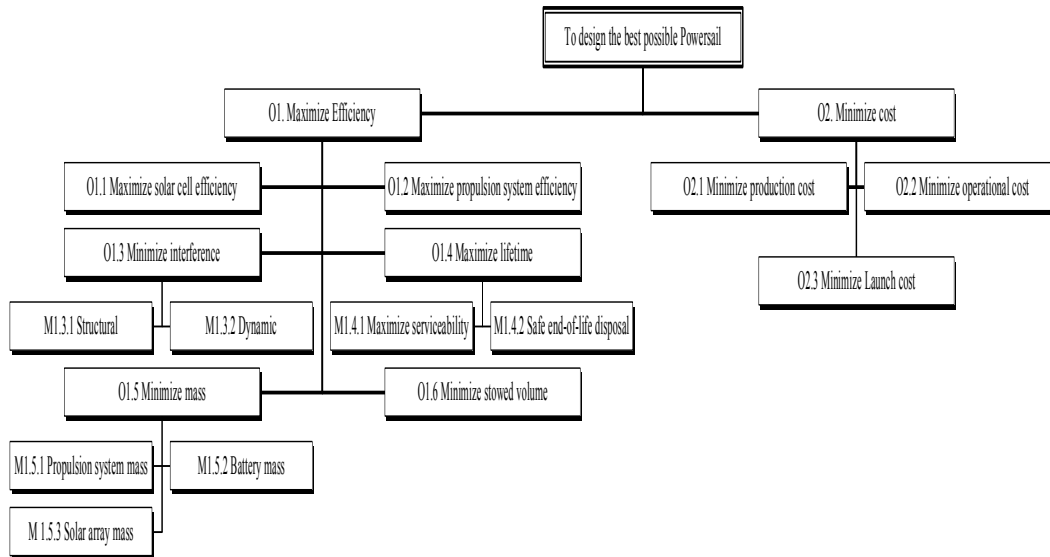 To design the best possible Powersail
O1. Maximize Efficiency
O2. Minimize cost
O1.1 Maximize solar cell efficiency
O1.2 Maximize propulsion system efficiency
O2.1 Minimize production cost
O2.2 Minimize operational cost
O1.3 Minimize interference
O1.4 Maximize lifetime
O2.3 Minimize Launch cost
M1.3.1 Structural
M1.3.2 Dynamic
M1.4.1 Maximize serviceability
M1.4.2 Safe end-of-life disposal
O1.5 Minimize mass
O1.6 Minimize stowed volume
M1.5.1 Propulsion system mass
M1.5.2 Battery mass
M 1.5.3 Solar array mass